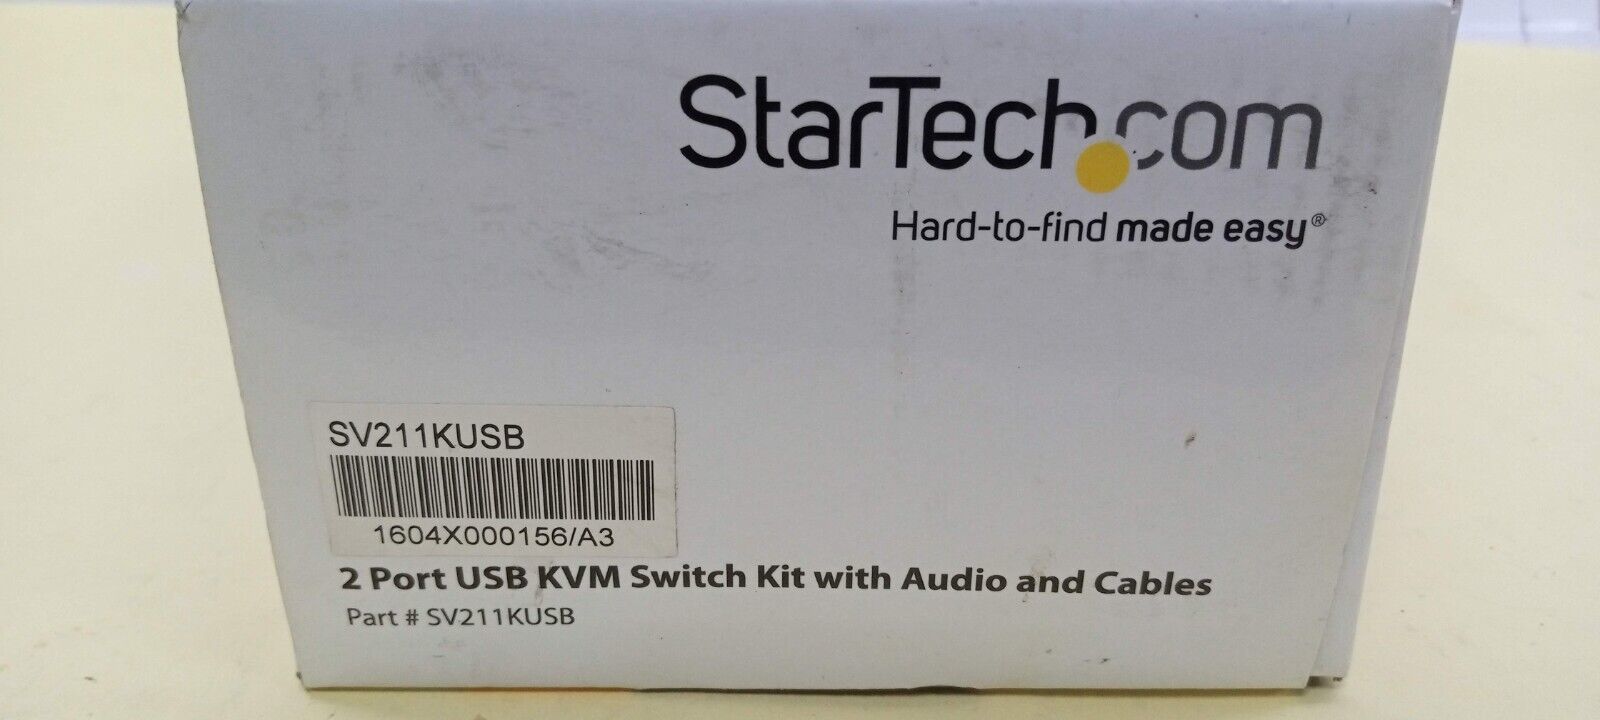 StarTech.com
Hard-to-find made easy®
SV211KUSB
1604X000156/A3
2 Port USB KVM Switch Kit with Audio and Cables
Part # SV211KUSB